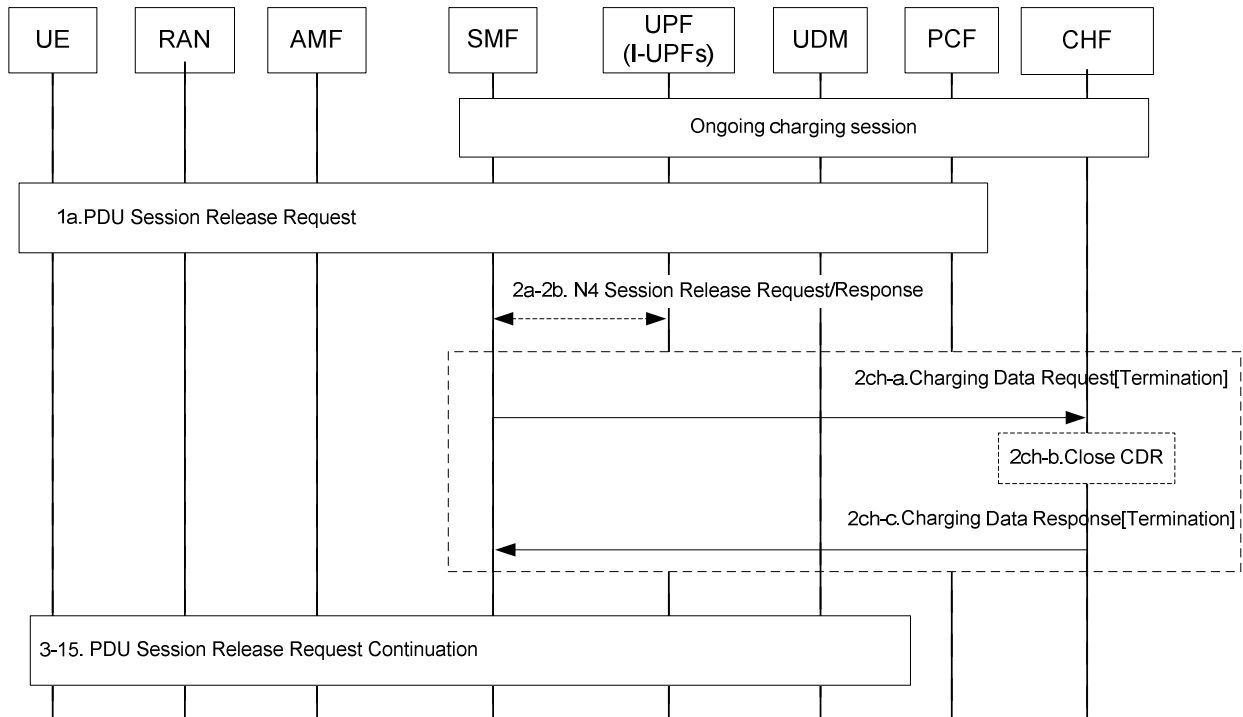 UE
RAN
AMF
SMF
UPF
(I-UPFs)
UDM
PCF
CHF
Ongoing charging session
1a.PDU Session Release Request
2a-2b. N4 Session Release Request/Response
2ch-a.Charging Data Request[Termination]
2ch-b.Close CDR
2ch-c.Charging Data Response[Termination]
3-15. PDU Session Release Request Continuation